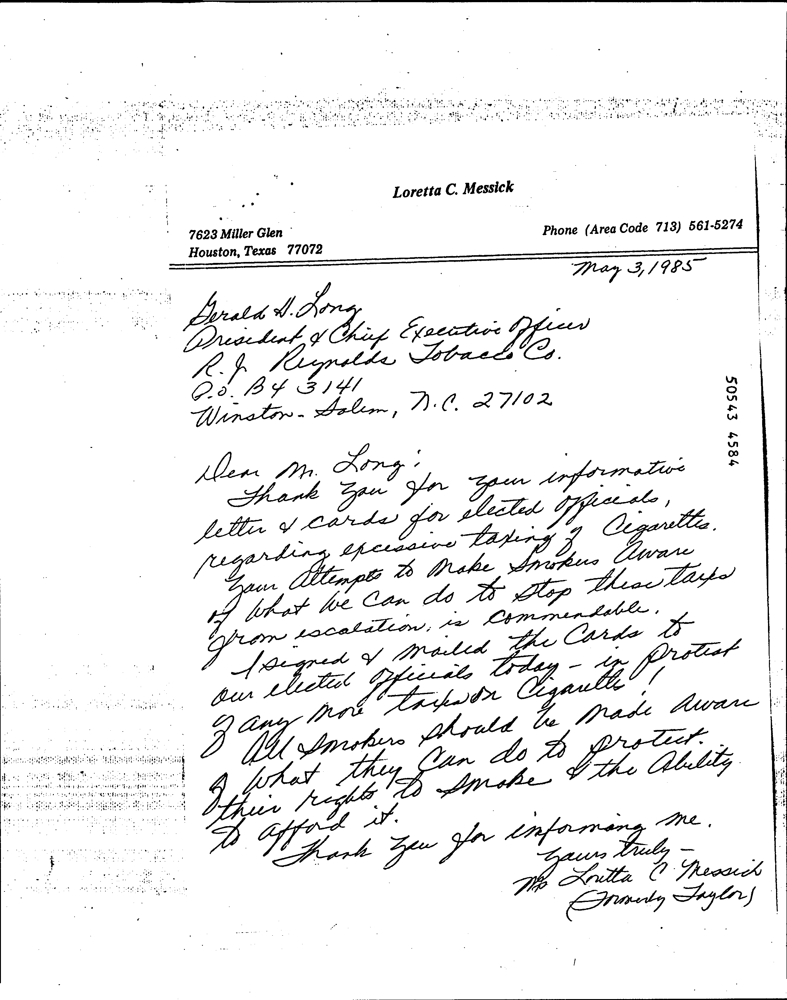 Loretta C. Messick
7623 Miller Glen
Houston, Texas 77072
Phone (Area Code 713) 561-5274
May 3, 1985
Gerald H. Long
President & Chief Executive Officer
R. J. Reynolds Tobacco Co.
P.O. BX 3141
Winston-Salem, N.C. 27102
50543 4584
Dear Mr. Long:
Thank you for your informative
letter & cards for elected officials,
regarding excessive taxing of Cigarettes.
Your Attempts to Make Smokers Aware
of What We Can do to Stop these taxes
from escalation, is Commendable.
I signed & Mailed the Cards to
our elected Officials today - in protest
of any More taxes on Cigarettes!
All Smokers Should be Made Aware
of What they Can do to protect
their rights to Smoke & the Ability
to afford it.
Thank you for informing me.
Yours truly -
Ms Loretta C. Messick
(Formerly Taylor)